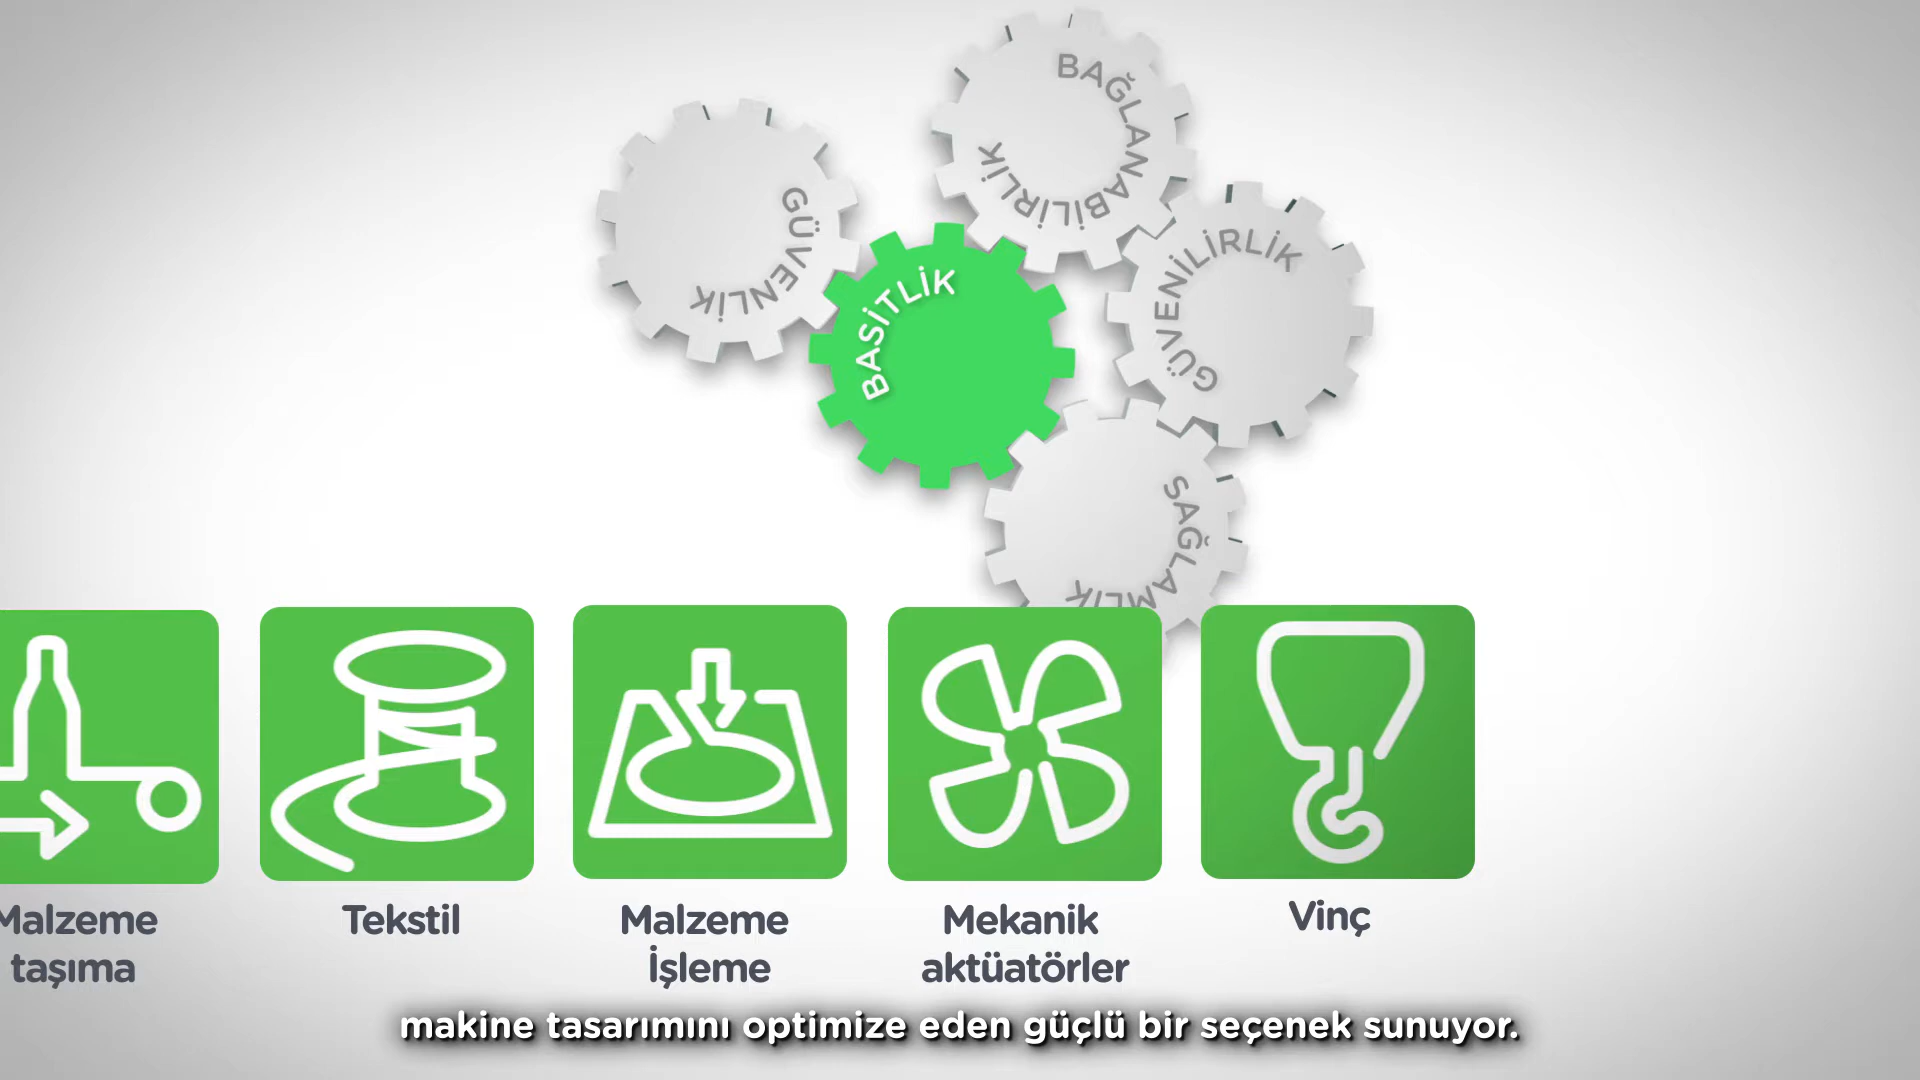 BAĞLANABİLİRLİK
GÜVENLİK
GÜVENİLİRLİK
BASİTLİK
SAĞLAMLIK
Malzeme
taşıma
Tekstil
Malzeme
İşleme
Mekanik
aktüatörler
Vinç
makine tasarımını optimize eden güçlü bir seçenek sunuyor.